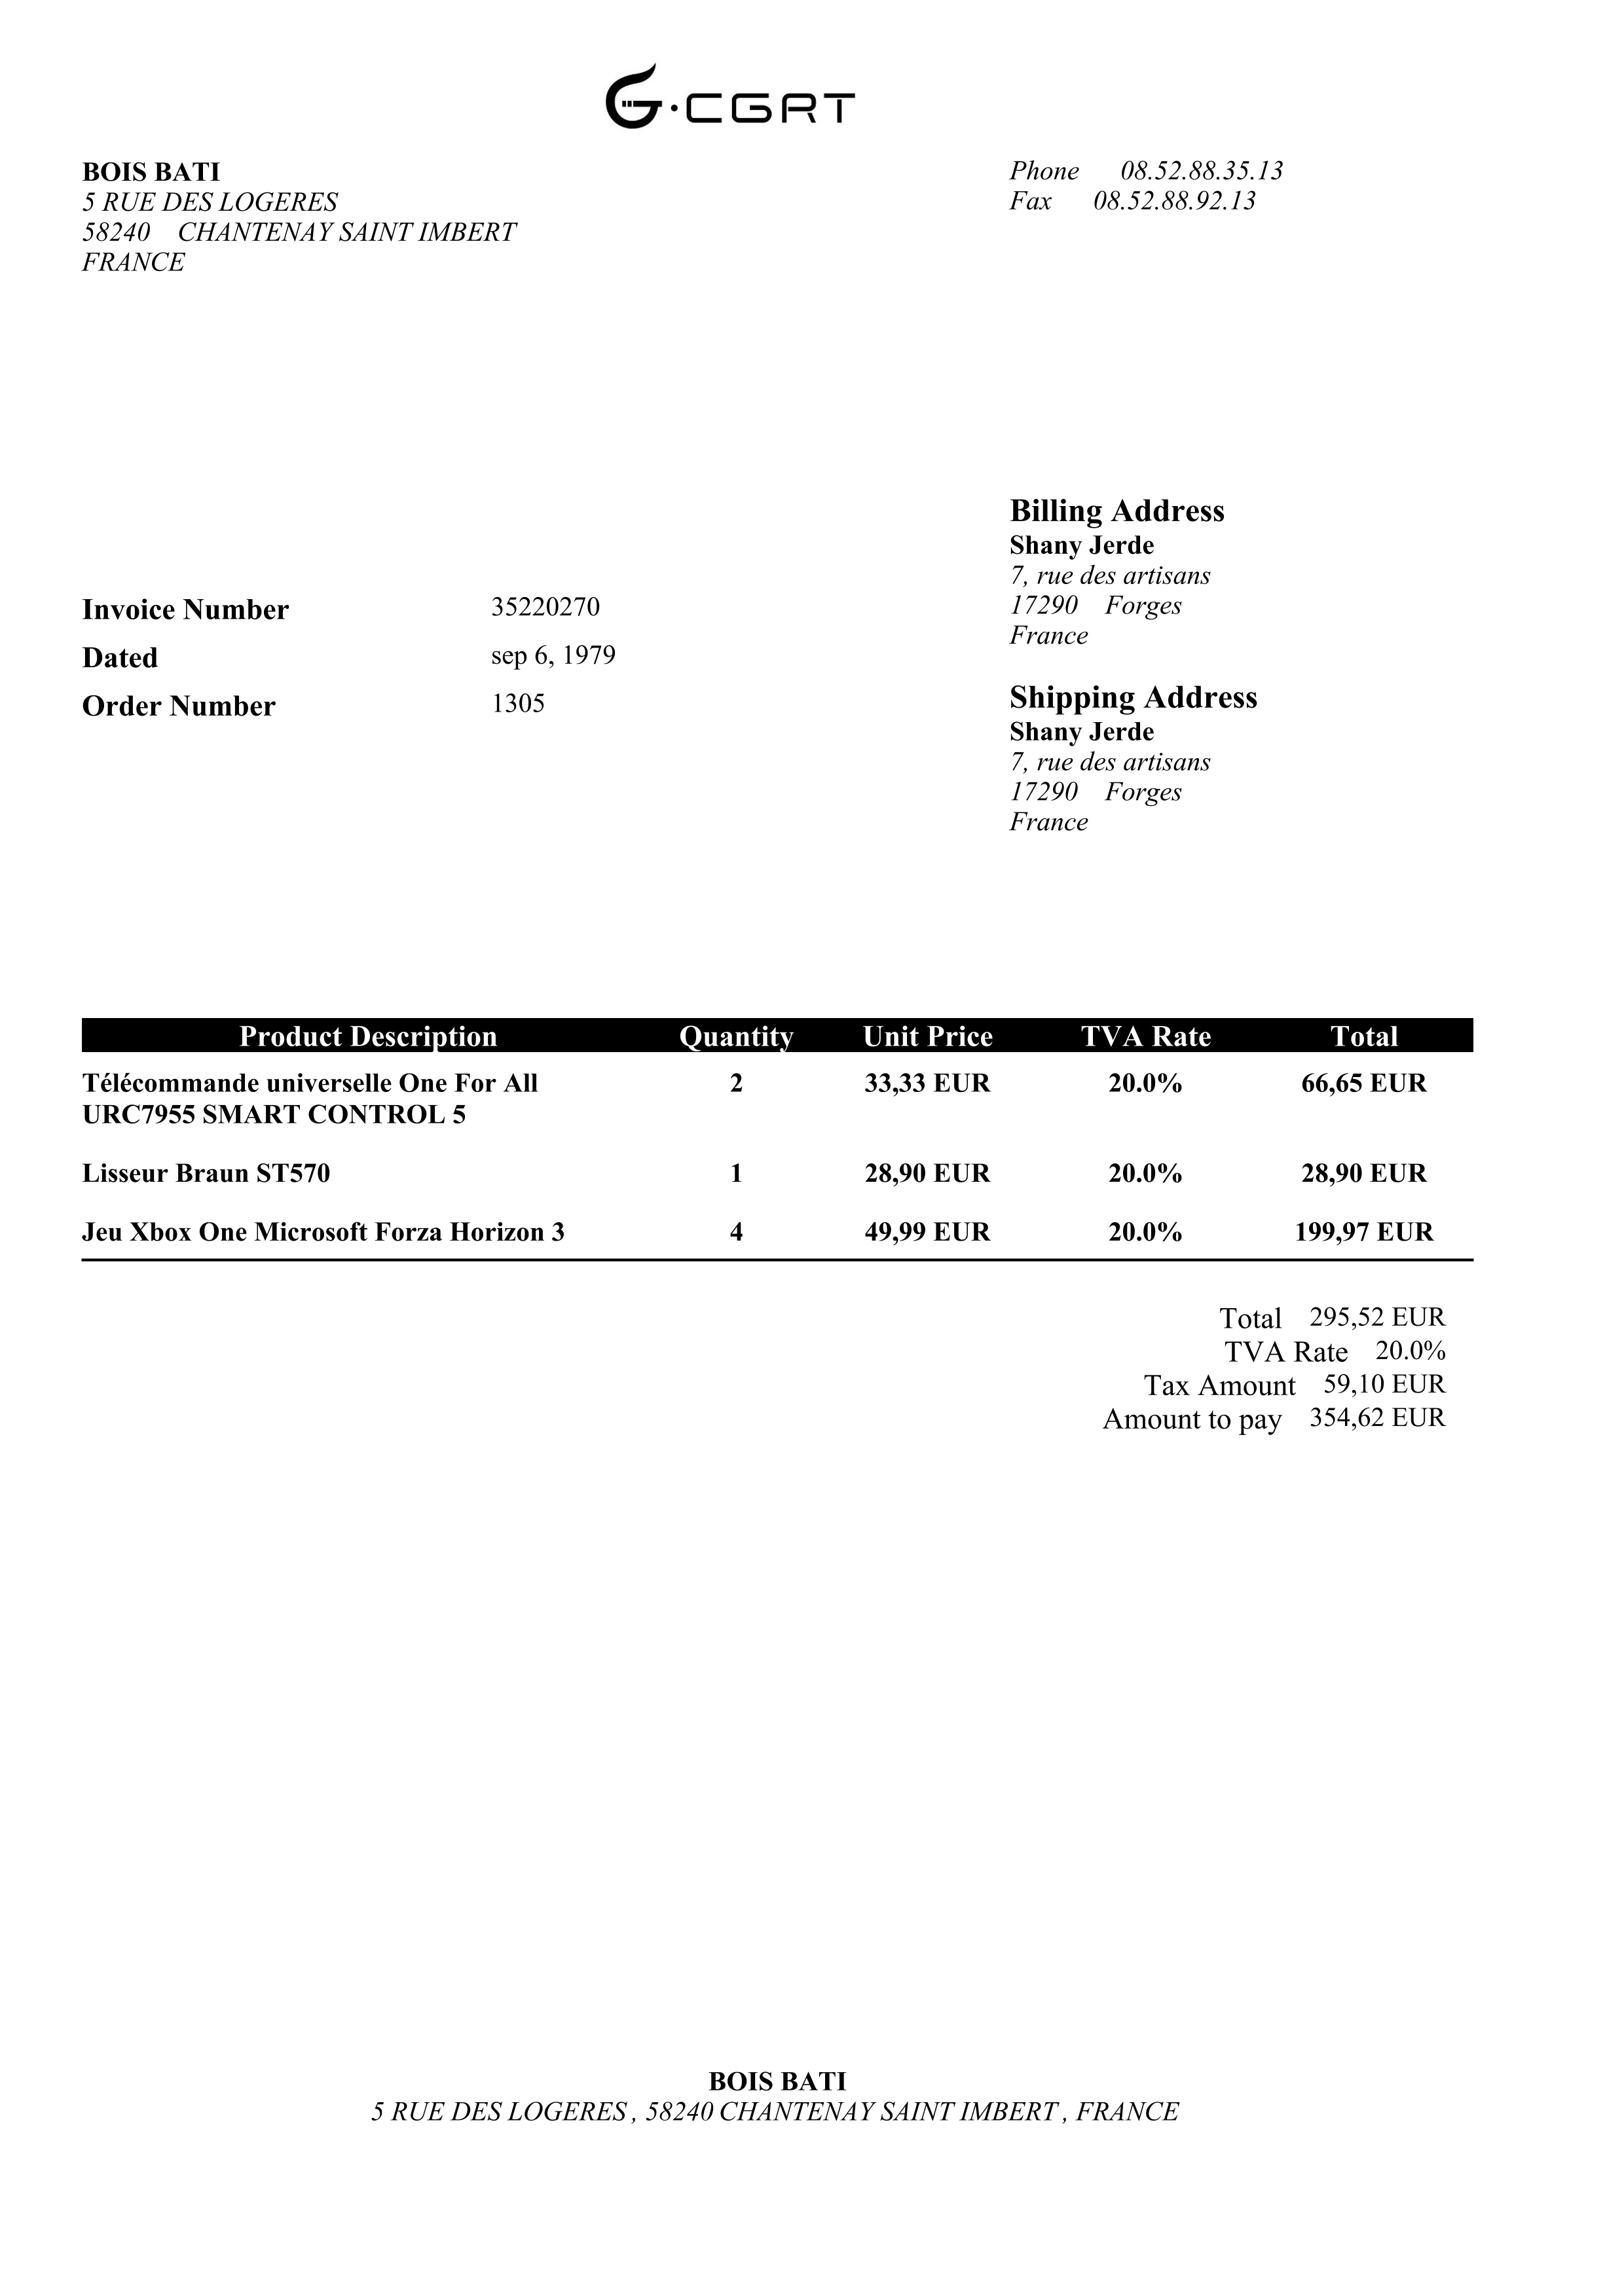 G·CGRT
BOIS BATI
5 RUE DES LOGERES
58240 CHANTENAY SAINT IMBERT
FRANCE
Phone 08.52.88.35.13
Fax 08.52.88.92.13
Billing Address
Shany Jerde
7, rue des artisans
17290 Forges
France
Invoice Number 35220270
Dated sep 6, 1979
Order Number 1305
Shipping Address
Shany Jerde
7, rue des artisans
17290 Forges
France
Product Description Quantity Unit Price TVA Rate Total
Télécommande universelle One For All 2 33,33 EUR 20.0% 66,65 EUR
URC7955 SMART CONTROL 5
Lisseur Braun ST570 1 28,90 EUR 20.0% 28,90 EUR
Jeu Xbox One Microsoft Forza Horizon 3 4 49,99 EUR 20.0% 199,97 EUR
Total 295,52 EUR
TVA Rate 20.0%
Tax Amount 59,10 EUR
Amount to pay 354,62 EUR
BOIS BATI
5 RUE DES LOGERES , 58240 CHANTENAY SAINT IMBERT , FRANCE